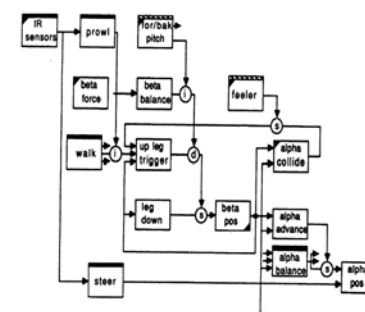 IR
sensors
prowl
for/bak
pitch
beta
force
beta
balance
i
feeler
s
walk
i
up leg
trigger
d
alpha
collide
leg
down
s
beta
pos
alpha
advance
alpha
balance
s
steer
alpha
pos